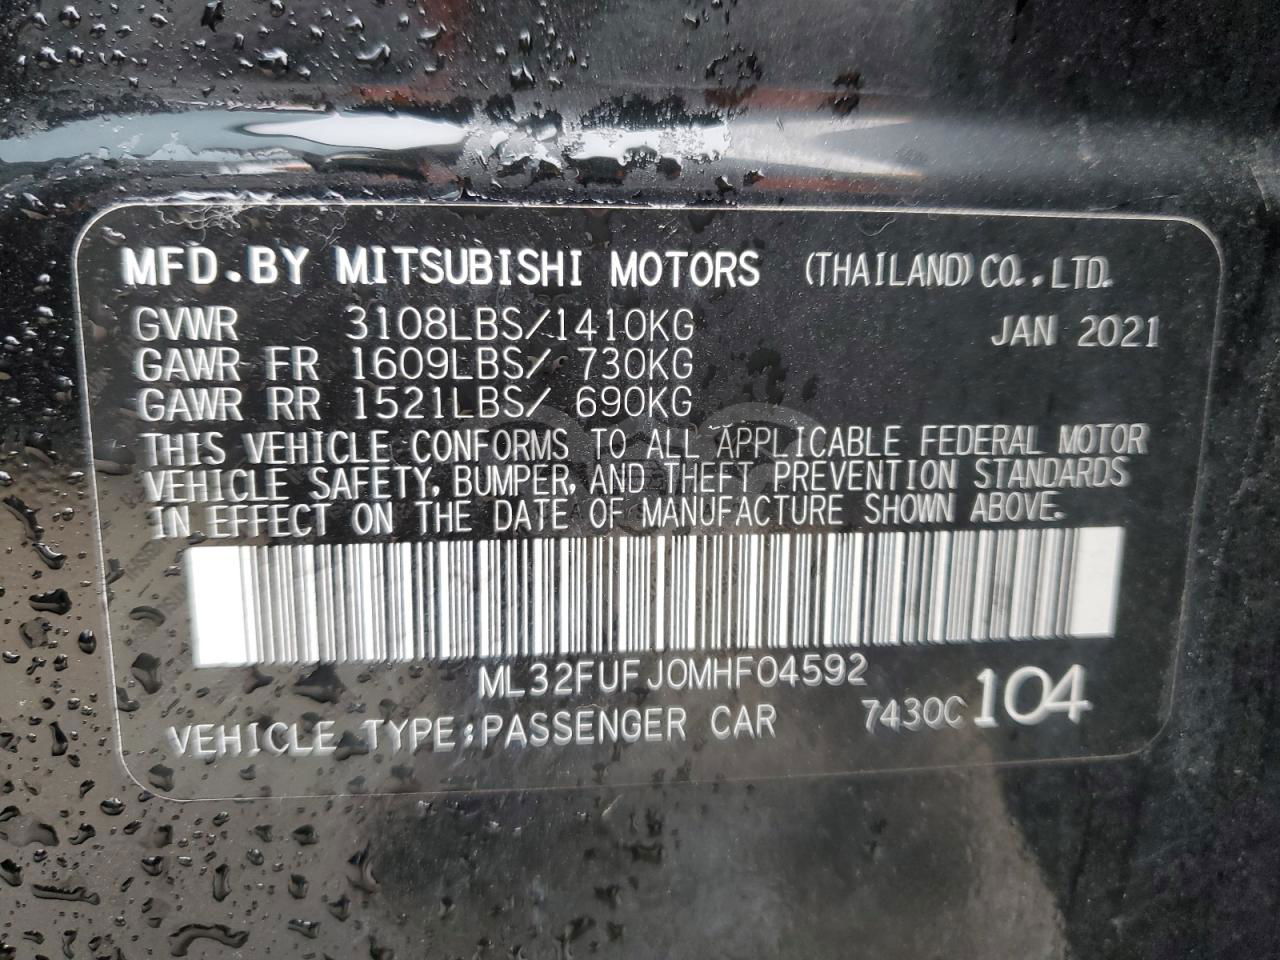 MFD.BY MITSUBISHI MOTORS (THAILAND) CO.,LTD.
GVWR 3108LBS/1410KG JAN 2021
GAWR FR 1609LBS/ 730KG
GAWR RR 1521LBS/ 690KG
THIS VEHICLE CONFORMS TO ALL APPLICABLE FEDERAL MOTOR
VEHICLE SAFETY, BUMPER, AND THEFT PREVENTION STANDARDS
IN EFFECT ON THE DATE OF MANUFACTURE SHOWN ABOVE.
ML32FUFJ0MHF04592
VEHICLE TYPE:PASSENGER CAR 7430C 104